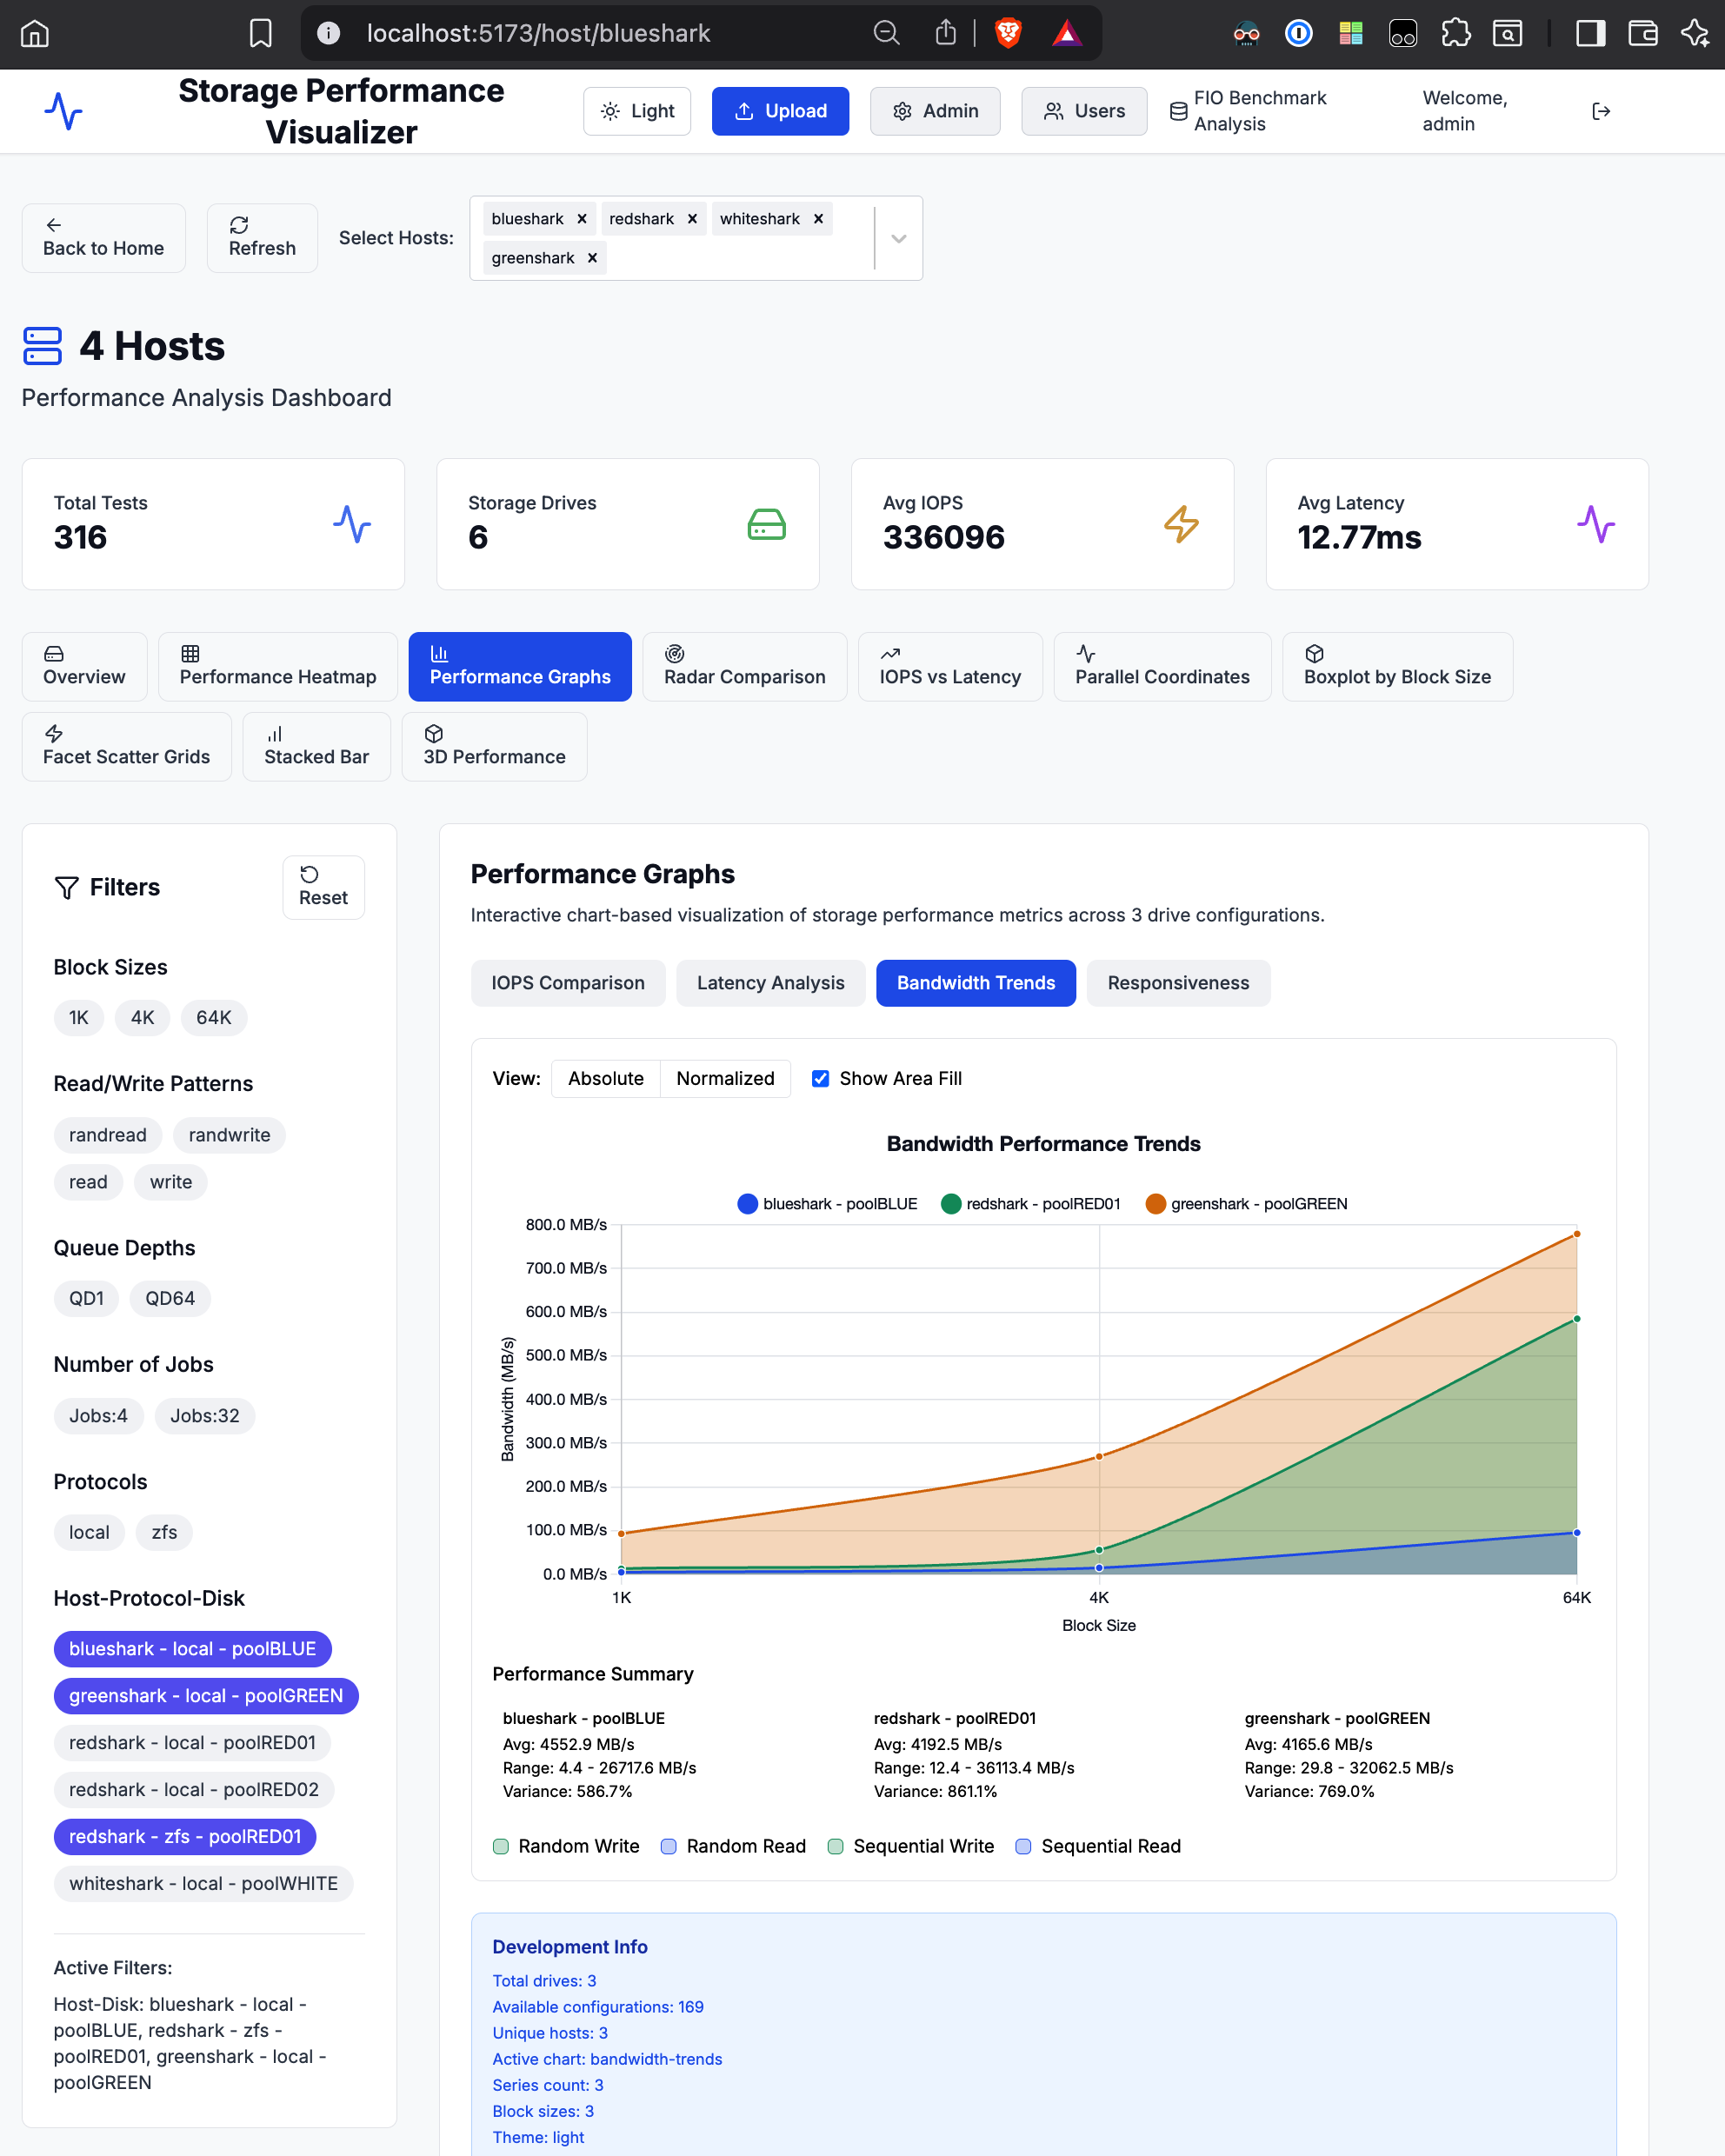 localhost:5173/host/blueshark
Storage Performance
Visualizer
Light
Upload
Admin
Users
FIO Benchmark
Analysis
Welcome,
admin
Back to Home
Refresh
Select Hosts:
blueshark × redshark × whiteshark ×
greenshark ×
4 Hosts
Performance Analysis Dashboard
Total Tests
316
Storage Drives
6
Avg IOPS
336096
Avg Latency
12.77ms
Overview
Performance Heatmap
Performance Graphs
Radar Comparison
IOPS vs Latency
Parallel Coordinates
Boxplot by Block Size
Facet Scatter Grids
Stacked Bar
3D Performance
Filters
Reset
Block Sizes
1K 4K 64K
Read/Write Patterns
randread randwrite
read write
Queue Depths
QD1 QD64
Number of Jobs
Jobs:4 Jobs:32
Protocols
local zfs
Host-Protocol-Disk
blueshark - local - poolBLUE
greenshark - local - poolGREEN
redshark - local - poolRED01
redshark - local - poolRED02
redshark - zfs - poolRED01
whiteshark - local - poolWHITE
Active Filters:
Host-Disk: blueshark - local -
poolBLUE, redshark - zfs -
poolRED01, greenshark - local -
poolGREEN
Performance Graphs
Interactive chart-based visualization of storage performance metrics across 3 drive configurations.
IOPS Comparison
Latency Analysis
Bandwidth Trends
Responsiveness
View: Absolute Normalized Show Area Fill
Bandwidth Performance Trends
blueshark - poolBLUE redshark - poolRED01 greenshark - poolGREEN
800.0 MB/s
700.0 MB/s
600.0 MB/s
500.0 MB/s
400.0 MB/s
300.0 MB/s
200.0 MB/s
100.0 MB/s
0.0 MB/s
Bandwidth (MB/s)
1K 4K 64K
Block Size
Performance Summary
blueshark - poolBLUE
Avg: 4552.9 MB/s
Range: 4.4 - 26717.6 MB/s
Variance: 586.7%
redshark - poolRED01
Avg: 4192.5 MB/s
Range: 12.4 - 36113.4 MB/s
Variance: 861.1%
greenshark - poolGREEN
Avg: 4165.6 MB/s
Range: 29.8 - 32062.5 MB/s
Variance: 769.0%
Random Write Random Read Sequential Write Sequential Read
Development Info
Total drives: 3
Available configurations: 169
Unique hosts: 3
Active chart: bandwidth-trends
Series count: 3
Block sizes: 3
Theme: light